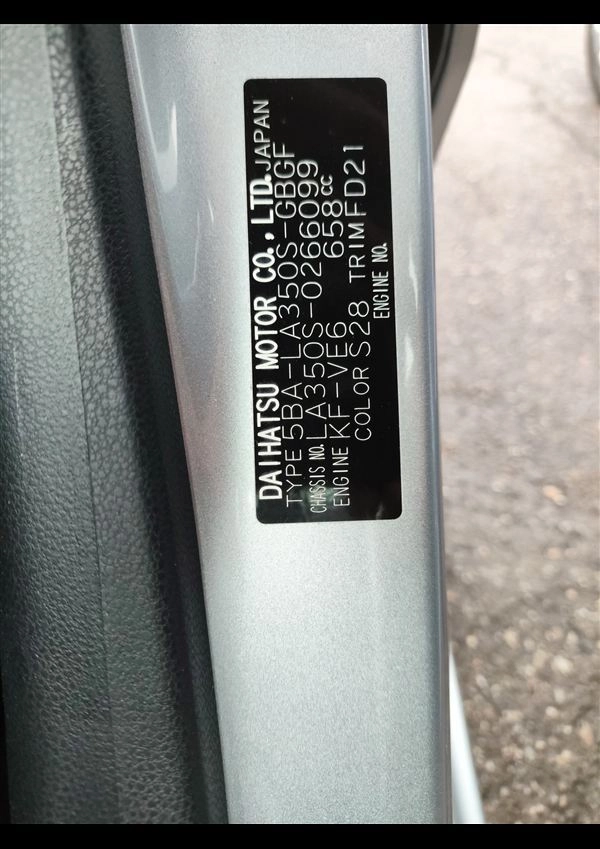 DAIHATSU MOTOR CO., LTD. JAPAN
TYPE 5BA-LA350S-GBGF
CHASSIS NO. LA350S-0266099
ENGINE KF-VE6 658cc
COLOR S28 TRIM FD21
ENGINE NO.